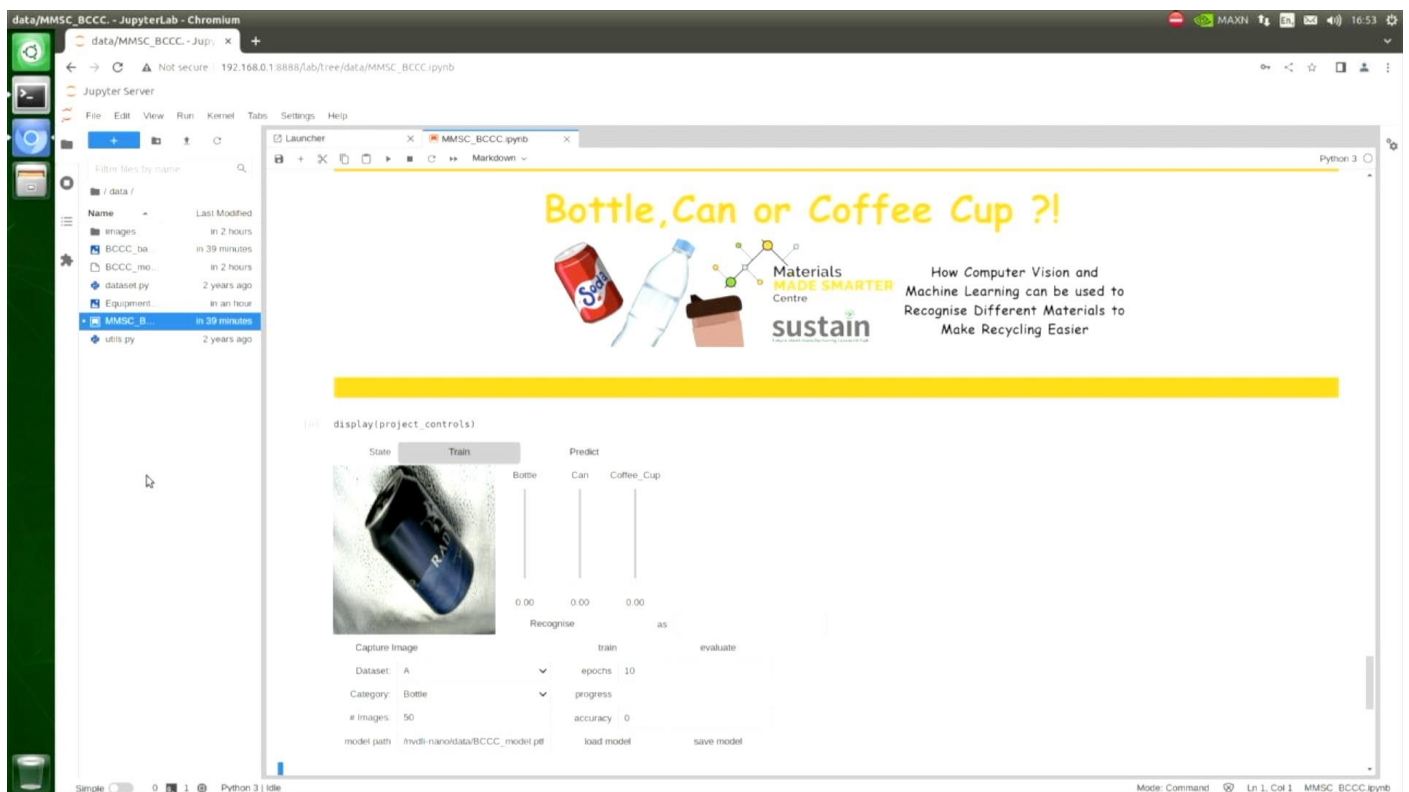 data/MMSC_BCCC. - JupyterLab - Chromium
MAXN
En
16:53
data/MMSC_BCCC. - Jupy
Not secure 192.168.0.1:8888/lab/tree/data/MMSC_BCCC.ipynb
Jupyter Server
File Edit View Run Kernel Tabs Settings Help
Launcher
MMSC_BCCC.ipynb
Markdown
Python 3
Filter files by name
/ data /
Name Last Modified
images in 2 hours
BCCC_ba... in 39 minutes
BCCC_mo... in 2 hours
dataset.py 2 years ago
Equipment... in an hour
MMSC_B... in 39 minutes
utils.py 2 years ago
Bottle,Can or Coffee Cup ?!
Soda
Materials
MADE SMARTER
Centre
sustain
How Computer Vision and
Machine Learning can be used to
Recognise Different Materials to
Make Recycling Easier
display(project_controls)
State Train Predict
Bottle Can Coffee_Cup
RAD
0.00 0.00 0.00
Recognise as
Capture Image train evaluate
Dataset: A epochs 10
Category: Bottle progress
# Images: 50 accuracy 0
model path /nvdli-nano/data/BCCC_model.ptl load model save model
Simple 0 1 Python 3 | Idle
Mode: Command Ln 1, Col 1 MMSC_BCCC.ipynb